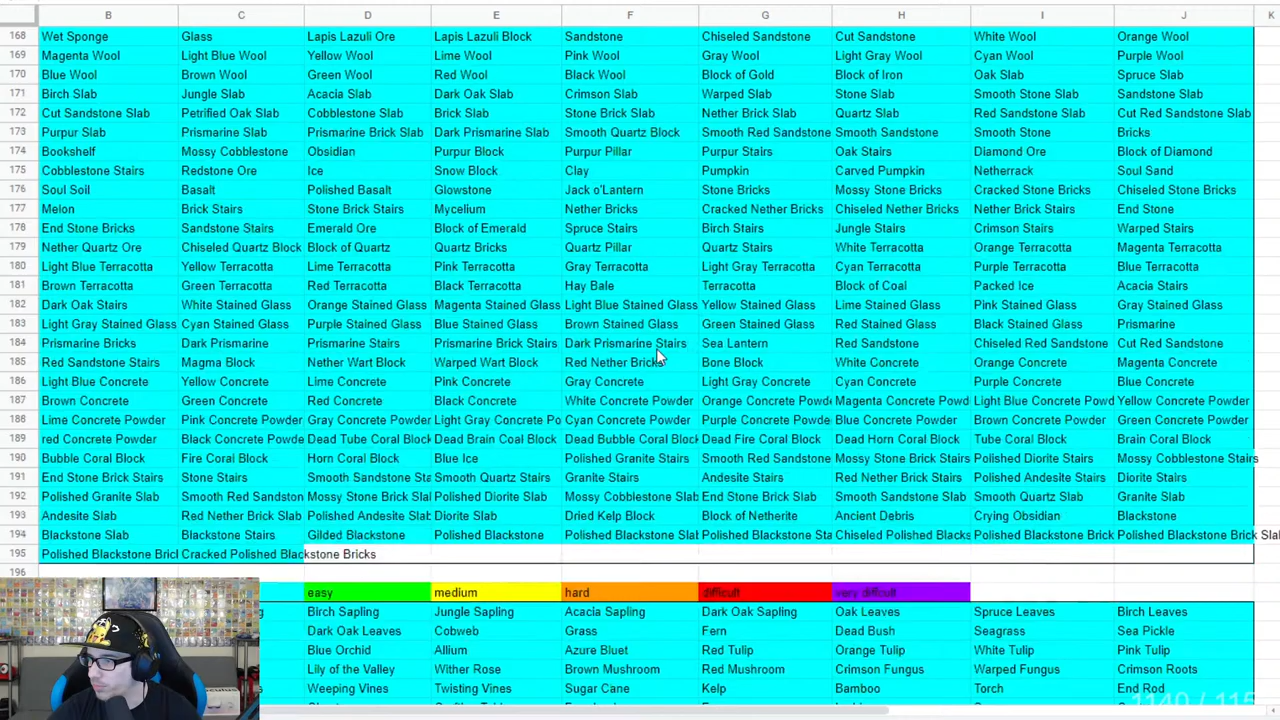 B C D E F G H I J K
168 Wet Sponge Glass Lapis Lazuli Ore Lapis Lazuli Block Sandstone Chiseled Sandstone Cut Sandstone White Wool Orange Wool
169 Magenta Wool Light Blue Wool Yellow Wool Lime Wool Pink Wool Gray Wool Light Gray Wool Cyan Wool Purple Wool
170 Blue Wool Brown Wool Green Wool Red Wool Black Wool Block of Gold Block of Iron Oak Slab Spruce Slab
171 Birch Slab Jungle Slab Acacia Slab Dark Oak Slab Crimson Slab Warped Slab Stone Slab Smooth Stone Slab Sandstone Slab
172 Cut Sandstone Slab Petrified Oak Slab Cobblestone Slab Brick Slab Stone Brick Slab Nether Brick Slab Quartz Slab Red Sandstone Slab Cut Red Sandstone Slab
173 Purpur Slab Prismarine Slab Prismarine Brick Slab Dark Prismarine Slab Smooth Quartz Block Smooth Red Sandstone Smooth Sandstone Smooth Stone Bricks
174 Bookshelf Mossy Cobblestone Obsidian Purpur Block Purpur Pillar Purpur Stairs Oak Stairs Diamond Ore Block of Diamond
175 Cobblestone Stairs Redstone Ore Ice Snow Block Clay Pumpkin Carved Pumpkin Netherrack Soul Sand
176 Soul Soil Basalt Polished Basalt Glowstone Jack o'Lantern Stone Bricks Mossy Stone Bricks Cracked Stone Bricks Chiseled Stone Bricks
177 Melon Brick Stairs Stone Brick Stairs Mycelium Nether Bricks Cracked Nether Bricks Chiseled Nether Bricks Nether Brick Stairs End Stone
178 End Stone Bricks Sandstone Stairs Emerald Ore Block of Emerald Spruce Stairs Birch Stairs Jungle Stairs Crimson Stairs Warped Stairs
179 Nether Quartz Ore Chiseled Quartz Block Block of Quartz Quartz Bricks Quartz Pillar Quartz Stairs White Terracotta Orange Terracotta Magenta Terracotta
180 Light Blue Terracotta Yellow Terracotta Lime Terracotta Pink Terracotta Gray Terracotta Light Gray Terracotta Cyan Terracotta Purple Terracotta Blue Terracotta
181 Brown Terracotta Green Terracotta Red Terracotta Black Terracotta Hay Bale Terracotta Block of Coal Packed Ice Acacia Stairs
182 Dark Oak Stairs White Stained Glass Orange Stained Glass Magenta Stained Glass Light Blue Stained Glass Yellow Stained Glass Lime Stained Glass Pink Stained Glass Gray Stained Glass
183 Light Gray Stained Glass Cyan Stained Glass Purple Stained Glass Blue Stained Glass Brown Stained Glass Green Stained Glass Red Stained Glass Black Stained Glass Prismarine
184 Prismarine Bricks Dark Prismarine Prismarine Stairs Prismarine Brick Stairs Dark Prismarine Stairs Sea Lantern Red Sandstone Chiseled Red Sandstone Cut Red Sandstone
185 Red Sandstone Stairs Magma Block Nether Wart Block Warped Wart Block Red Nether Bricks Bone Block White Concrete Orange Concrete Magenta Concrete
186 Light Blue Concrete Yellow Concrete Lime Concrete Pink Concrete Gray Concrete Light Gray Concrete Cyan Concrete Purple Concrete Blue Concrete
187 Brown Concrete Green Concrete Red Concrete Black Concrete White Concrete Powder Orange Concrete Powd Magenta Concrete Powd Light Blue Concrete Powd Yellow Concrete Powder
188 Lime Concrete Powder Pink Concrete Powder Gray Concrete Powder Light Gray Concrete Po Cyan Concrete Powder Purple Concrete Powder Blue Concrete Powder Brown Concrete Powder Green Concrete Powder
189 red Concrete Powder Black Concrete Powde Dead Tube Coral Block Dead Brain Coal Block Dead Bubble Coral Block Dead Fire Coral Block Dead Horn Coral Block Tube Coral Block Brain Coral Block
190 Bubble Coral Block Fire Coral Block Horn Coral Block Blue Ice Polished Granite Stairs Smooth Red Sandstone Mossy Stone Brick Stairs Polished Diorite Stairs Mossy Cobblestone Stairs
191 End Stone Brick Stairs Stone Stairs Smooth Sandstone Sta Smooth Quartz Stairs Granite Stairs Andesite Stairs Red Nether Brick Stairs Polished Andesite Stairs Diorite Stairs
192 Polished Granite Slab Smooth Red Sandston Mossy Stone Brick Slab Polished Diorite Slab Mossy Cobblestone Slab End Stone Brick Slab Smooth Sandstone Slab Smooth Quartz Slab Granite Slab
193 Andesite Slab Red Nether Brick Slab Polished Andesite Slab Diorite Slab Dried Kelp Block Block of Netherite Ancient Debris Crying Obsidian Blackstone
194 Blackstone Slab Blackstone Stairs Gilded Blackstone Polished Blackstone Polished Blackstone Slab Polished Blackstone Sta Chiseled Polished Black Polished Blackstone Brick Polished Blackstone Brick Slab
195 Polished Blackstone Bricl Cracked Polished Blackstone Bricks
196
easy medium hard difficult very difficult
Birch Sapling Jungle Sapling Acacia Sapling Dark Oak Sapling Oak Leaves Spruce Leaves Birch Leaves
Dark Oak Leaves Cobweb Grass Fern Dead Bush Seagrass Sea Pickle
Blue Orchid Allium Azure Bluet Red Tulip Orange Tulip White Tulip Pink Tulip
Lily of the Valley Wither Rose Brown Mushroom Red Mushroom Crimson Fungus Warped Fungus Crimson Roots
Weeping Vines Twisting Vines Sugar Cane Kelp Bamboo Torch End Rod